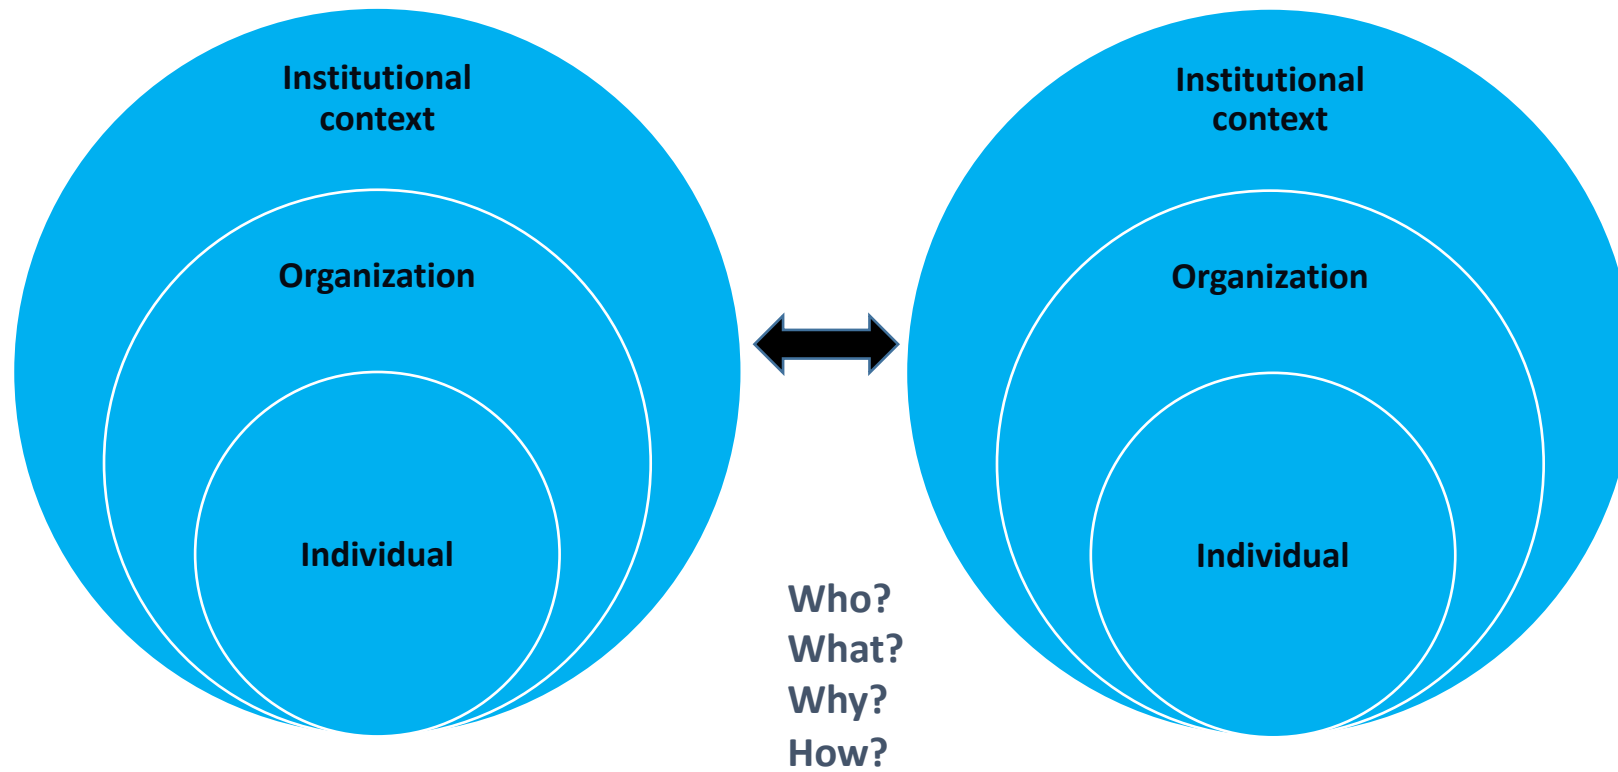 Institutional
context
Organization
Individual
Who?
What?
Why?
How?
Institutional
context
Organization
Individual